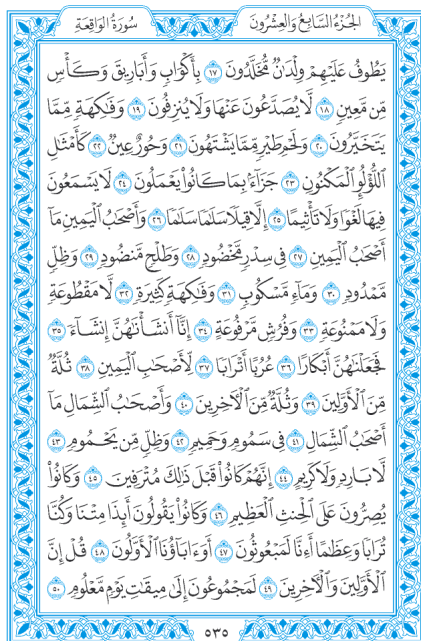 سُورَةُ الوَاقِعَةِ
الجُزْءُ السَّابِعُ وَالعِشْرُونَ
يَطُوفُ عَلَيْهِمْ وِلْدَٰنٌ مُّخَلَّدُونَ ١٧ بِأَكْوَابٍ وَأَبَارِيقَ وَكَأْسٍ
مِّن مَّعِينٍ ١٨ لَّا يُصَدَّعُونَ عَنْهَا وَلَا يُنزِفُونَ ١٩ وَفَٰكِهَةٍ مِّمَّا
يَتَخَيَّرُونَ ٢٠ وَلَحْمِ طَيْرٍ مِّمَّا يَشْتَهُونَ ٢١ وَحُورٌ عِينٌ ٢٢ كَأَمْثَٰلِ
ٱللُّؤْلُؤِ ٱلْمَكْنُونِ ٢٣ جَزَآءًۢ بِمَا كَانُوا۟ يَعْمَلُونَ ٢٤ لَا يَسْمَعُونَ
فِيهَا لَغْوًا وَلَا تَأْثِيمًا ٢٥ إِلَّا قِيلًا سَلَٰمًا سَلَٰمًا ٢٦ وَأَصْحَٰبُ ٱلْيَمِينِ مَآ
أَصْحَٰبُ ٱلْيَمِينِ ٢٧ فِى سِدْرٍ مَّخْضُودٍ ٢٨ وَطَلْحٍ مَّنضُودٍ ٢٩ وَظِلٍّ
مَّمْدُودٍ ٣٠ وَمَآءٍ مَّسْكُوبٍ ٣١ وَفَٰكِهَةٍ كَثِيرَةٍ ٣٢ لَّا مَقْطُوعَةٍ
وَلَا مَمْنُوعَةٍ ٣٣ وَفُرُشٍ مَّرْفُوعَةٍ ٣٤ إِنَّآ أَنشَأْنَٰهُنَّ إِنشَآءً ٣٥
فَجَعَلْنَٰهُنَّ أَبْكَارًا ٣٦ عُرُبًا أَتْرَابًا ٣٧ لِّأَصْحَٰبِ ٱلْيَمِينِ ٣٨ ثُلَّةٌ
مِّنَ ٱلْأَوَّلِينَ ٣٩ وَثُلَّةٌ مِّنَ ٱلْءَاخِرِينَ ٤٠ وَأَصْحَٰبُ ٱلشِّمَالِ مَآ
أَصْحَٰبُ ٱلشِّمَالِ ٤١ فِى سَمُومٍ وَحَمِيمٍ ٤٢ وَظِلٍّ مِّن يَحْمُومٍ ٤٣
لَّا بَارِدٍ وَلَا كَرِيمٍ ٤٤ إِنَّهُمْ كَانُوا۟ قَبْلَ ذَٰلِكَ مُتْرَفِينَ ٤٥ وَكَانُوا۟
يُصِرُّونَ عَلَى ٱلْحِنثِ ٱلْعَظِيمِ ٤٦ وَكَانُوا۟ يَقُولُونَ أَئِذَا مِتْنَا وَكُنَّا
تُرَابًا وَعِظَٰمًا أَءِنَّا لَمَبْعُوثُونَ ٤٧ أَوَءَابَآؤُنَا ٱلْأَوَّلُونَ ٤٨ قُلْ إِنَّ
ٱلْأَوَّلِينَ وَٱلْءَاخِرِينَ ٤٩ لَمَجْمُوعُونَ إِلَىٰ مِيقَٰتِ يَوْمٍ مَّعْلُومٍ ٥٠
٥٣٥